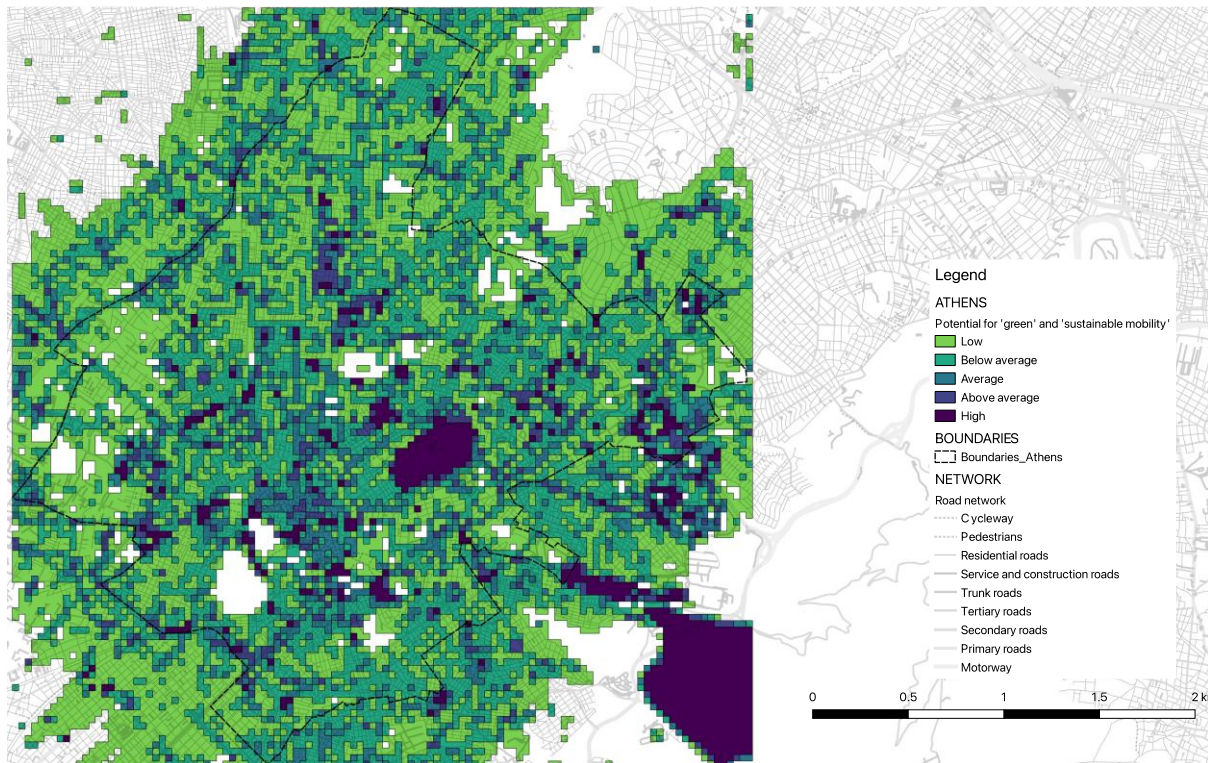 Legend
ATHENS
Potential for 'green' and 'sustainable mobility'
Low
Below average
Average
Above average
High
BOUNDARIES
Boundaries_Athens
NETWORK
Road network
Cycleway
Pedestrians
Residential roads
Service and construction roads
Trunk roads
Tertiary roads
Secondary roads
Primary roads
Motorway
0 0.5 1 1.5 2 k